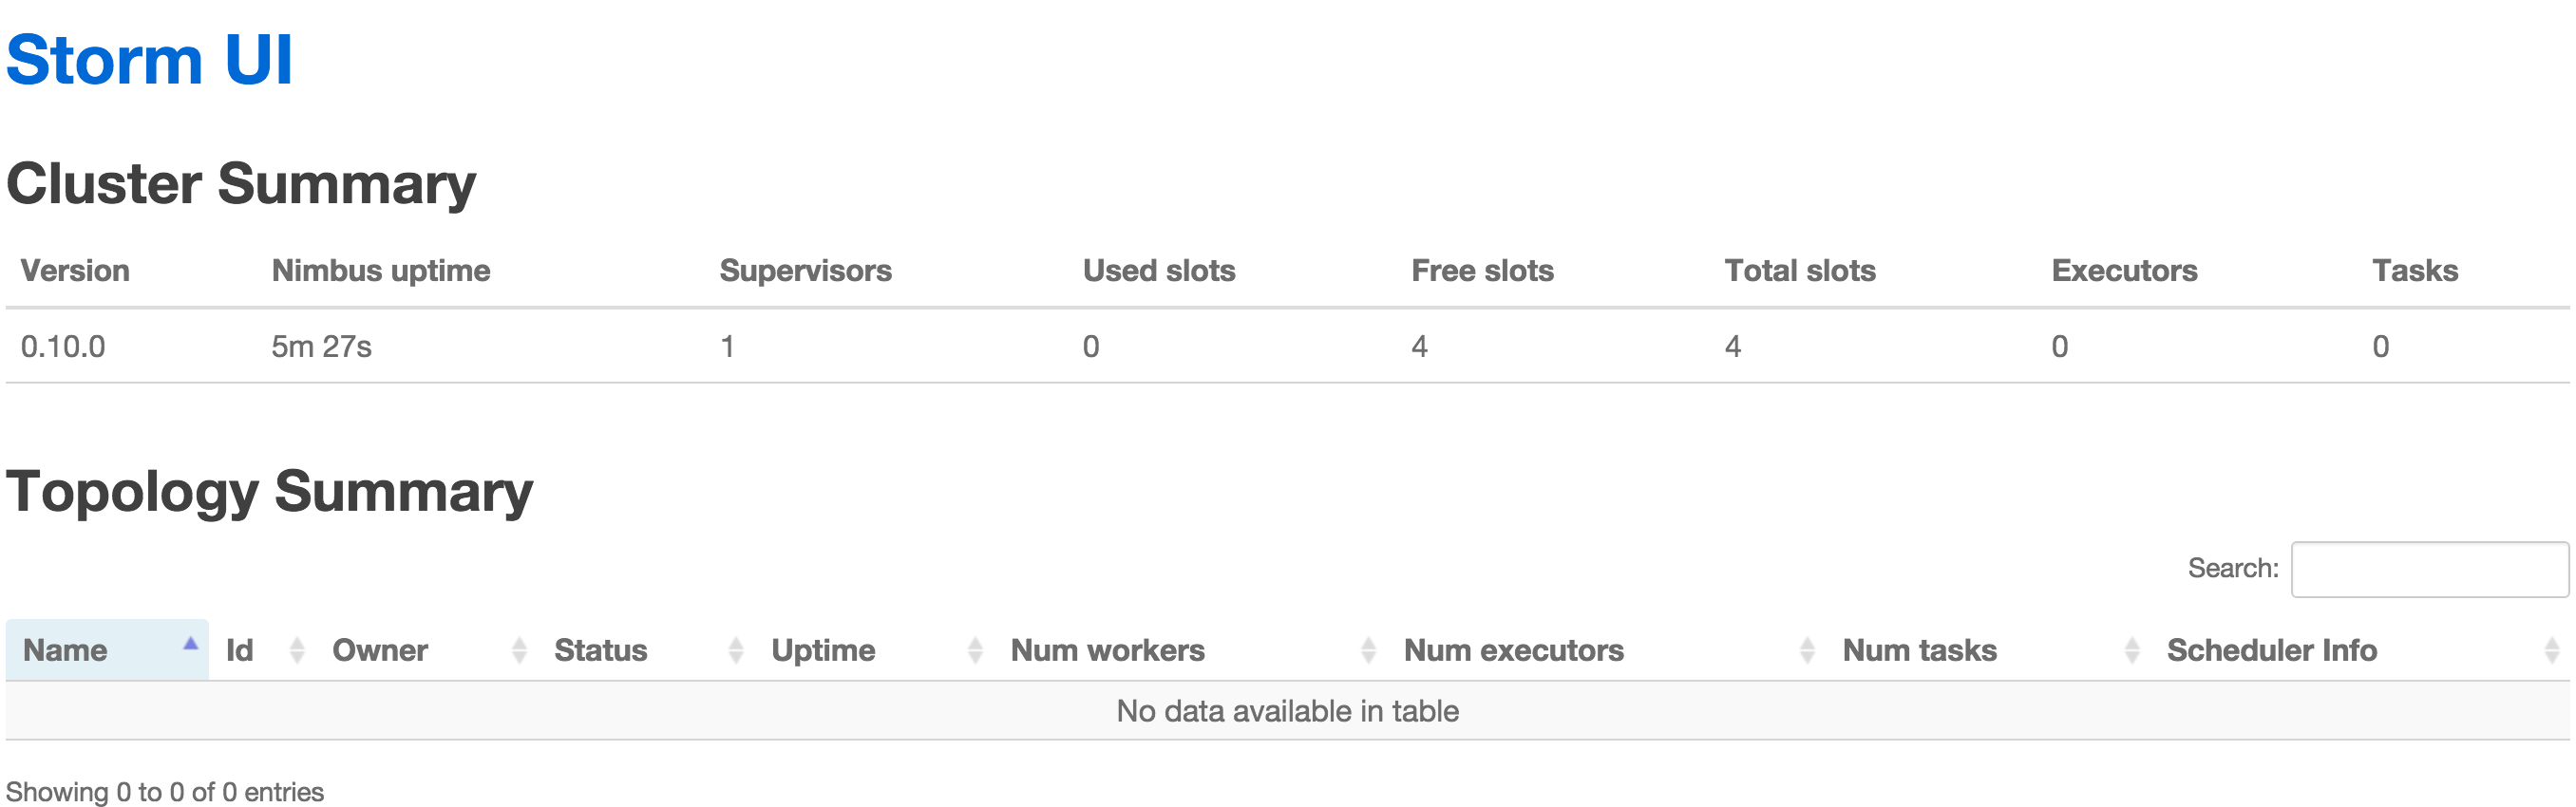 Storm UI
Cluster Summary
Version Nimbus uptime Supervisors Used slots Free slots Total slots Executors Tasks
0.10.0 5m 27s 1 0 4 4 0 0
Topology Summary
Search:
Name Id Owner Status Uptime Num workers Num executors Num tasks Scheduler Info
No data available in table
Showing 0 to 0 of 0 entries